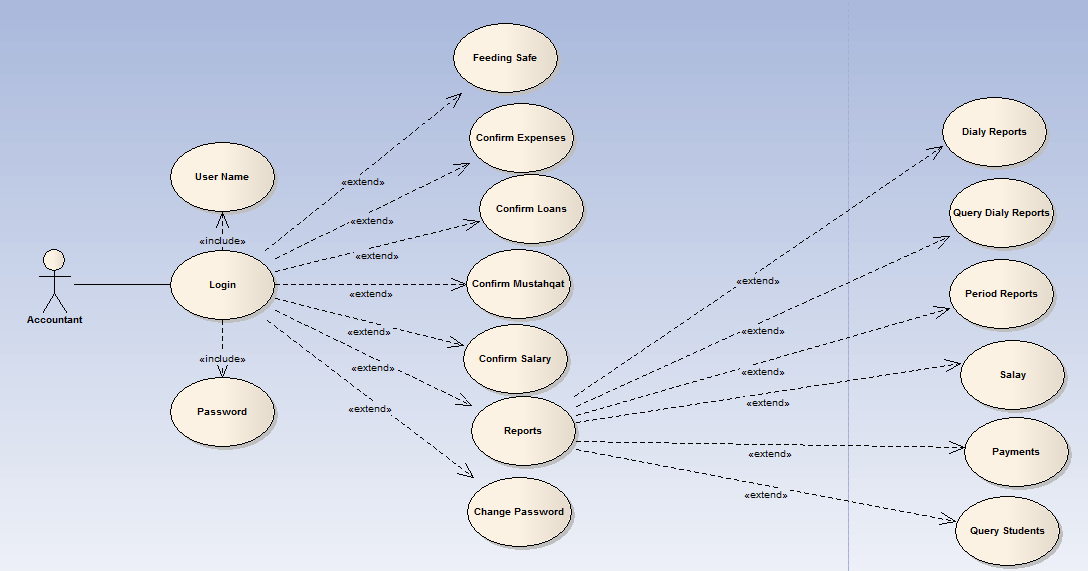 Feeding Safe
Confirm Expenses
Dialy Reports
User Name
«extend»
Confirm Loans
Query Dialy Reports
«extend»
«include»
«extend»
Login
Confirm Mustahqat
«extend»
«extend»
Period Reports
Accountant
«extend»
«extend»
«include»
Confirm Salary
«extend»
«extend»
Salay
«extend»
«extend»
Password
Reports
Payments
«extend»
«extend»
Change Password
Query Students